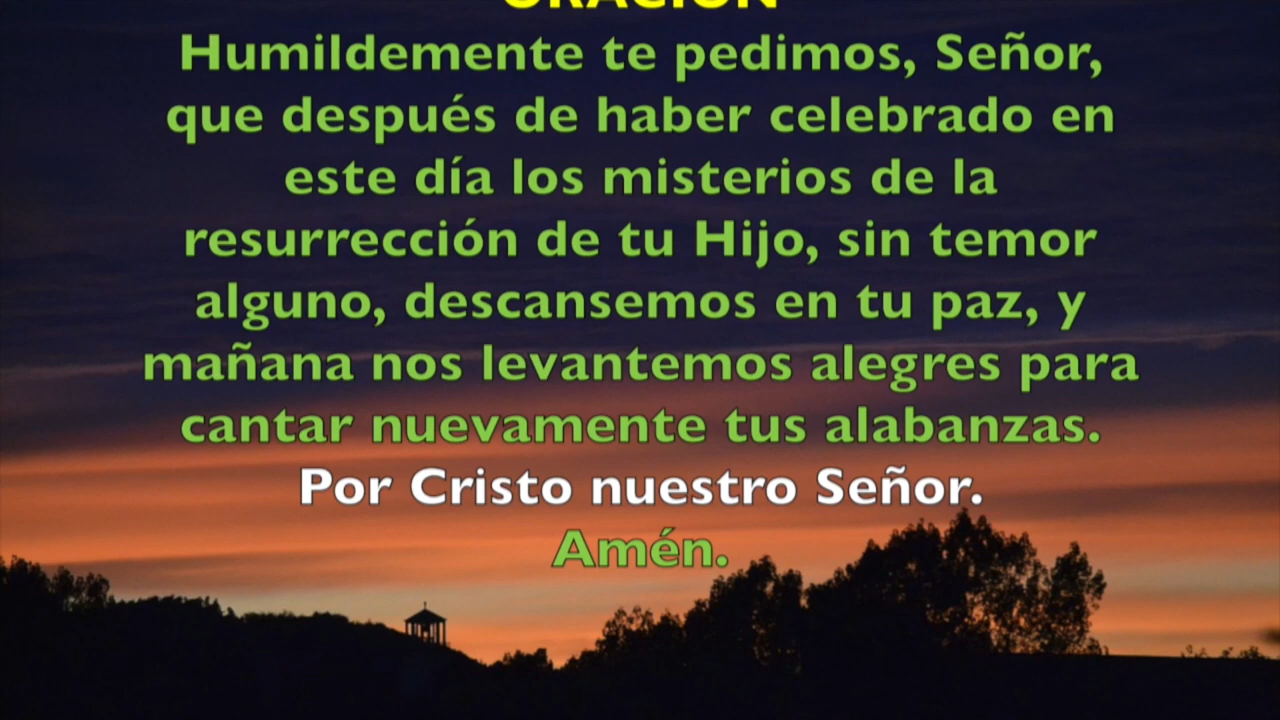 ORACIÓN
Humildemente te pedimos, Señor,
que después de haber celebrado en
este día los misterios de la
resurrección de tu Hijo, sin temor
alguno, descansemos en tu paz, y
mañana nos levantemos alegres para
cantar nuevamente tus alabanzas.
Por Cristo nuestro Señor.
Amén.